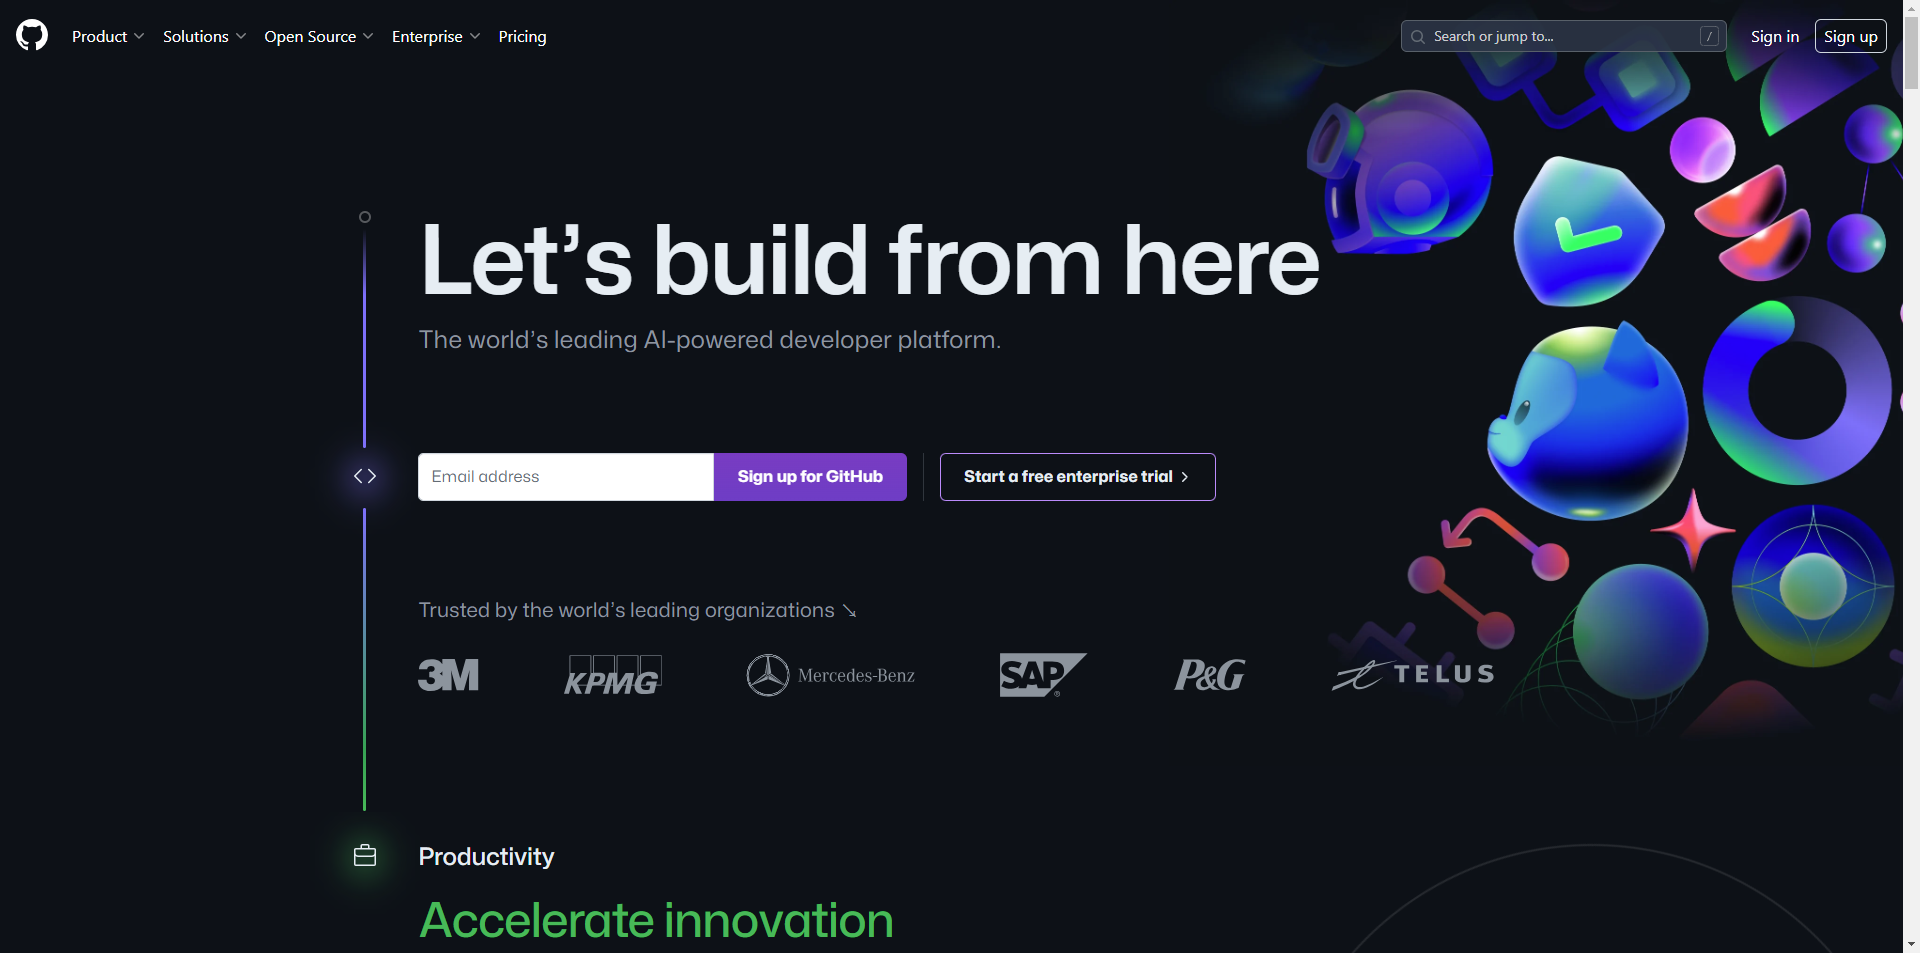 Product Solutions Open Source Enterprise Pricing Search or jump to... / Sign in Sign up
Let’s build from here
The world’s leading AI-powered developer platform.
Email address Sign up for GitHub Start a free enterprise trial
Trusted by the world’s leading organizations ↘
3M KPMG Mercedes-Benz SAP ® P&G TELUS
Productivity
Accelerate innovation